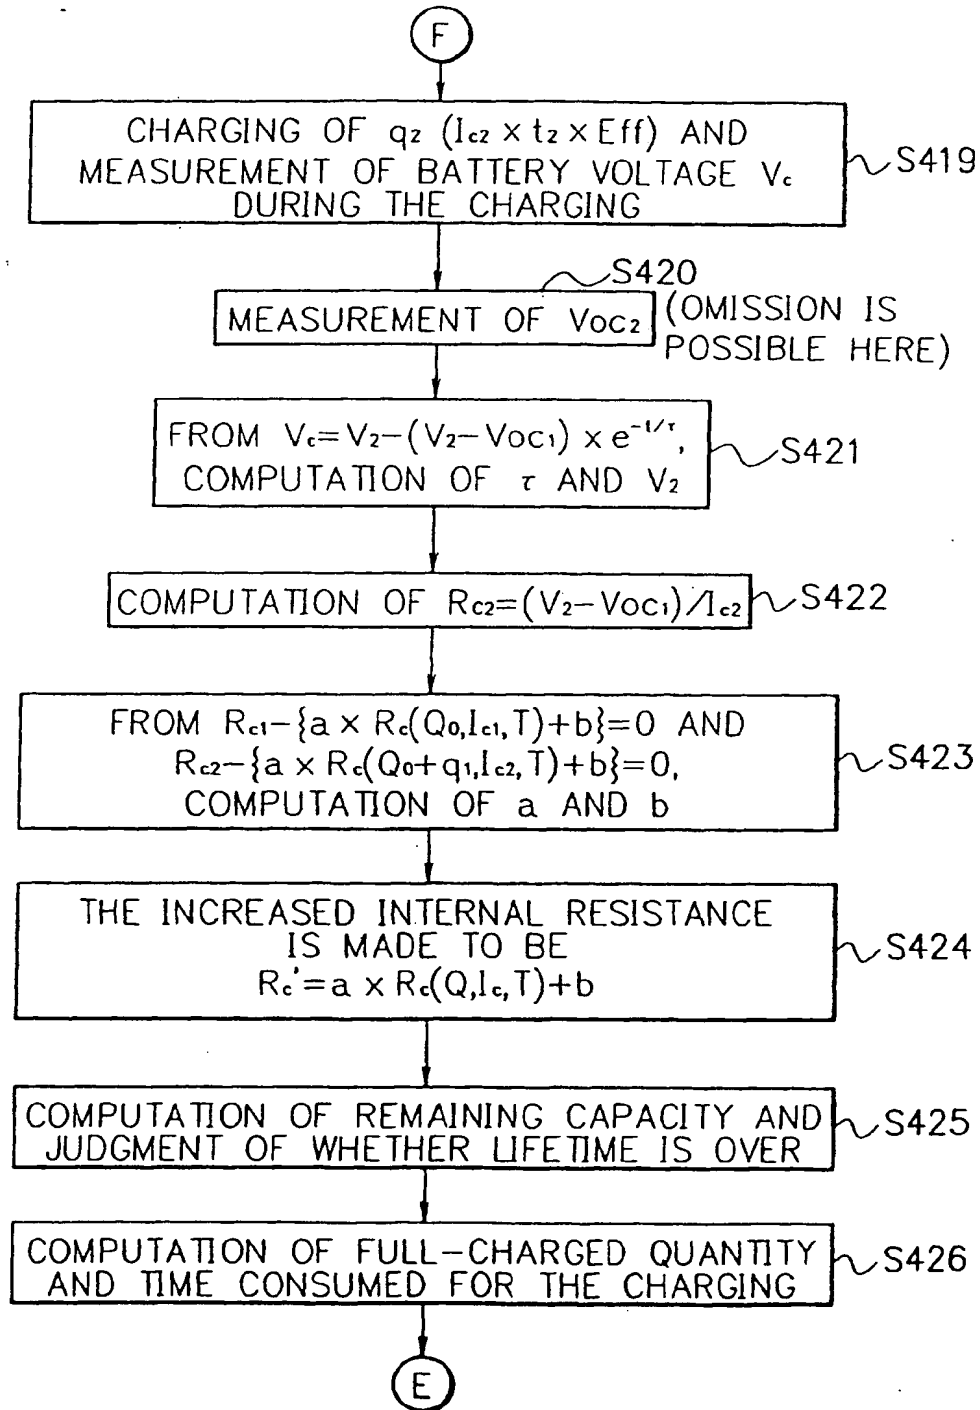 F
CHARGING OF q₂ (Ic₂ × t₂ × Eff) AND
MEASUREMENT OF BATTERY VOLTAGE Vc
DURING THE CHARGING
S419
S420
MEASUREMENT OF Voc₂
(OMISSION IS
POSSIBLE HERE)
FROM Vc=V₂-(V₂-Voc₁) × e^{-t/τ},
COMPUTATION OF τ AND V₂
S421
COMPUTATION OF Rc₂=(V₂-Voc₁)/Ic₂
S422
FROM Rc₁-{a × Rc(Q₀,Ic₁,T)+b}=0 AND
Rc₂-{a × Rc(Q₀+q₁,Ic₂,T)+b}=0,
COMPUTATION OF a AND b
S423
THE INCREASED INTERNAL RESISTANCE
IS MADE TO BE
Rc'=a × Rc(Q,Ic,T)+b
S424
COMPUTATION OF REMAINING CAPACITY AND
JUDGMENT OF WHETHER LIFETIME IS OVER
S425
COMPUTATION OF FULL-CHARGED QUANTITY
AND TIME CONSUMED FOR THE CHARGING
S426
E